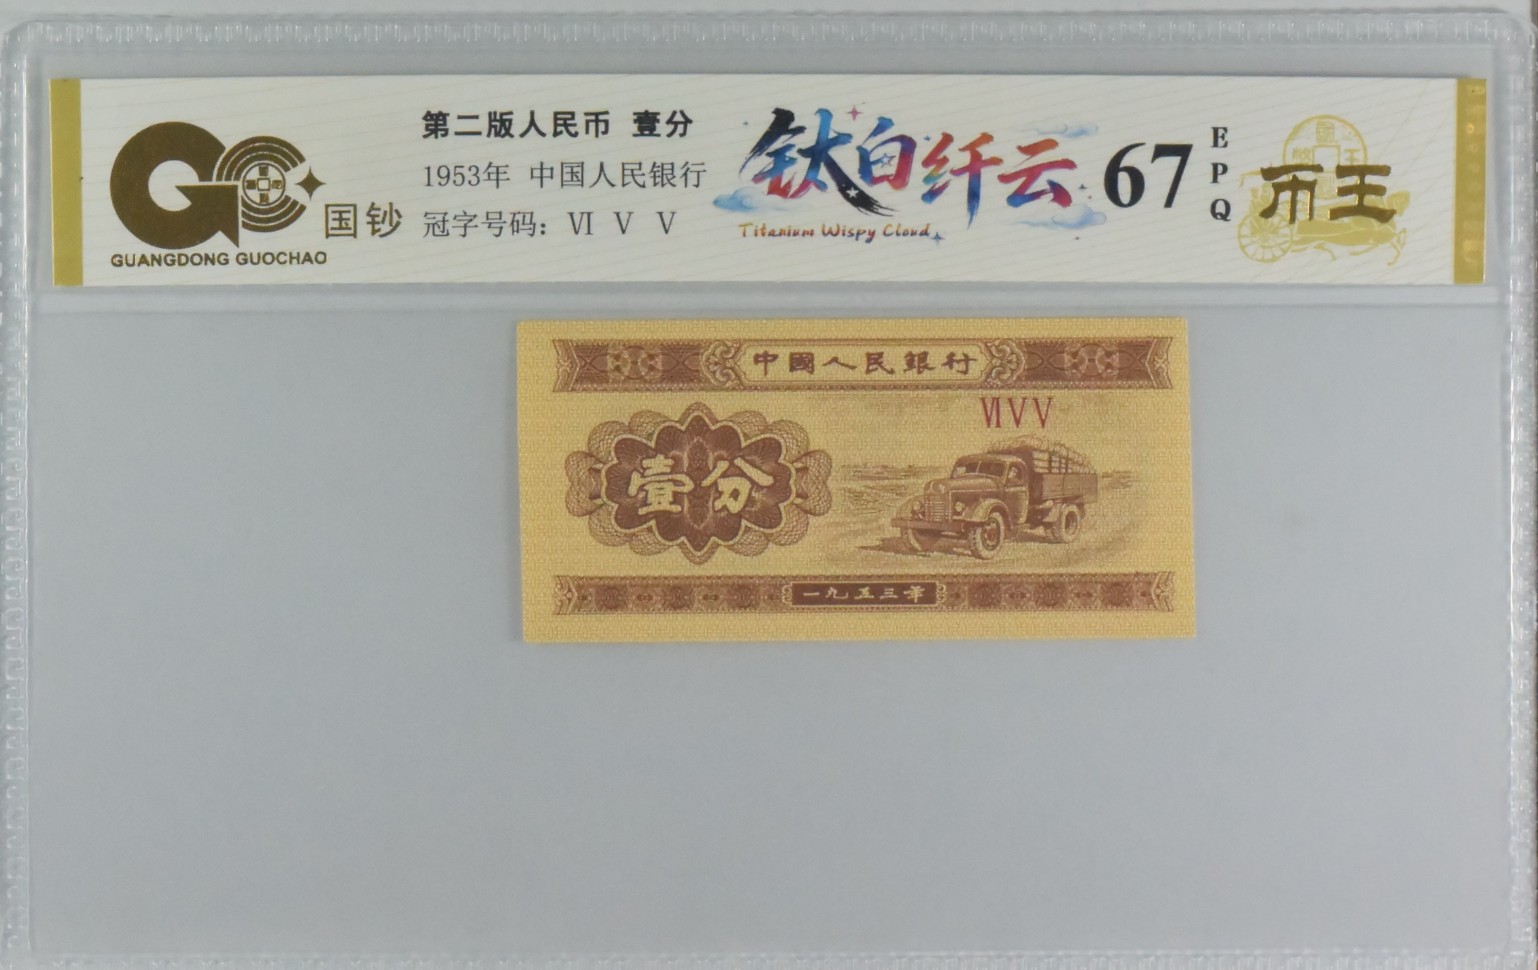 国钞
GUANGDONG GUOCHAO
第二版人民币 壹分
1953年 中国人民银行
冠字号码：Ⅵ Ⅴ Ⅴ
钛白纤云
Titanium Wispy Cloud
67
EPQ
币王
中國人民銀行
ⅥⅤⅤ
壹分
一九五三年